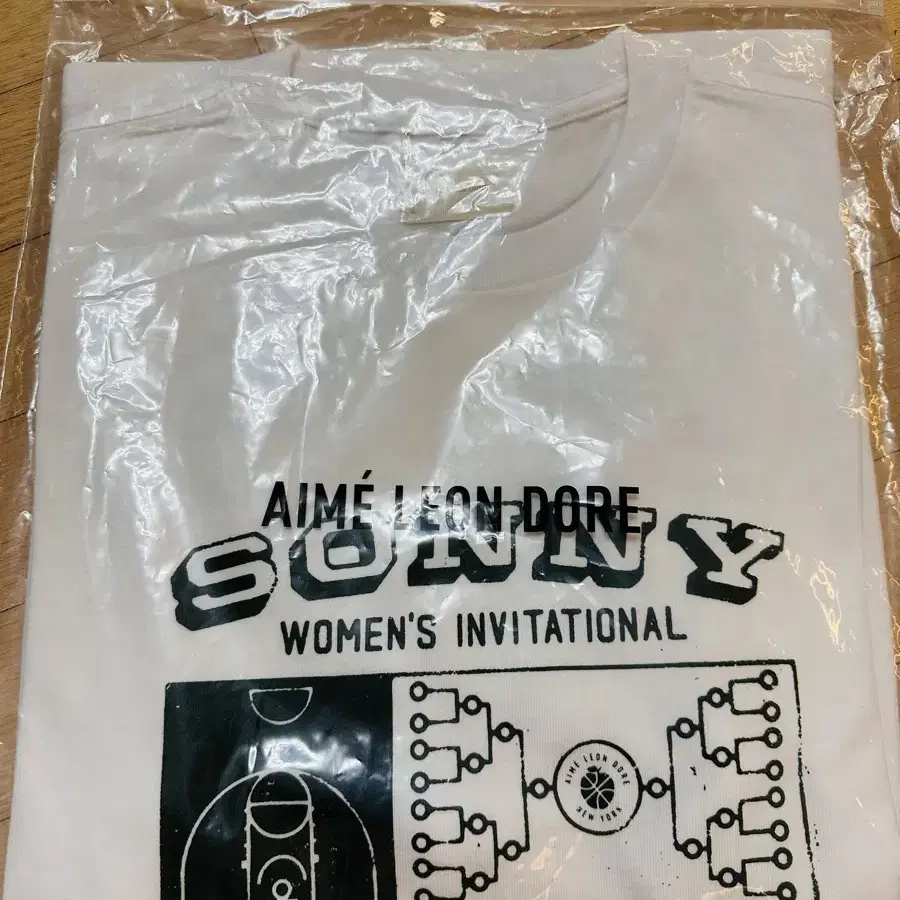 AIMÉ LEON DORE
SONNY
WOMEN'S INVITATIONAL
AIMÉ LEON DORE
NEW YORK